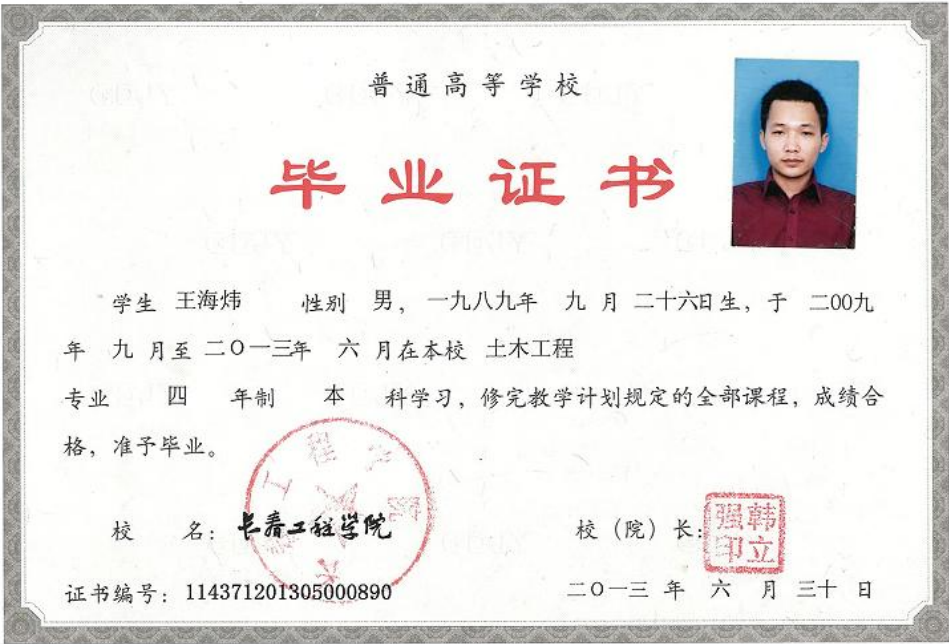 普通高等学校
毕业证书
学生 王海炜 性别 男，一九八九年 九 月 二十六日生，于 二00九
年 九 月至 二O一三年 六 月在本校 土木工程
专业 四 年制 本 科学习，修完教学计划规定的全部课程，成绩合
格，准予毕业。
校 名：长春工程学院
校（院）长：
韩立强印
证书编号：114371201305000890
二O一三 年 六 月 三十 日